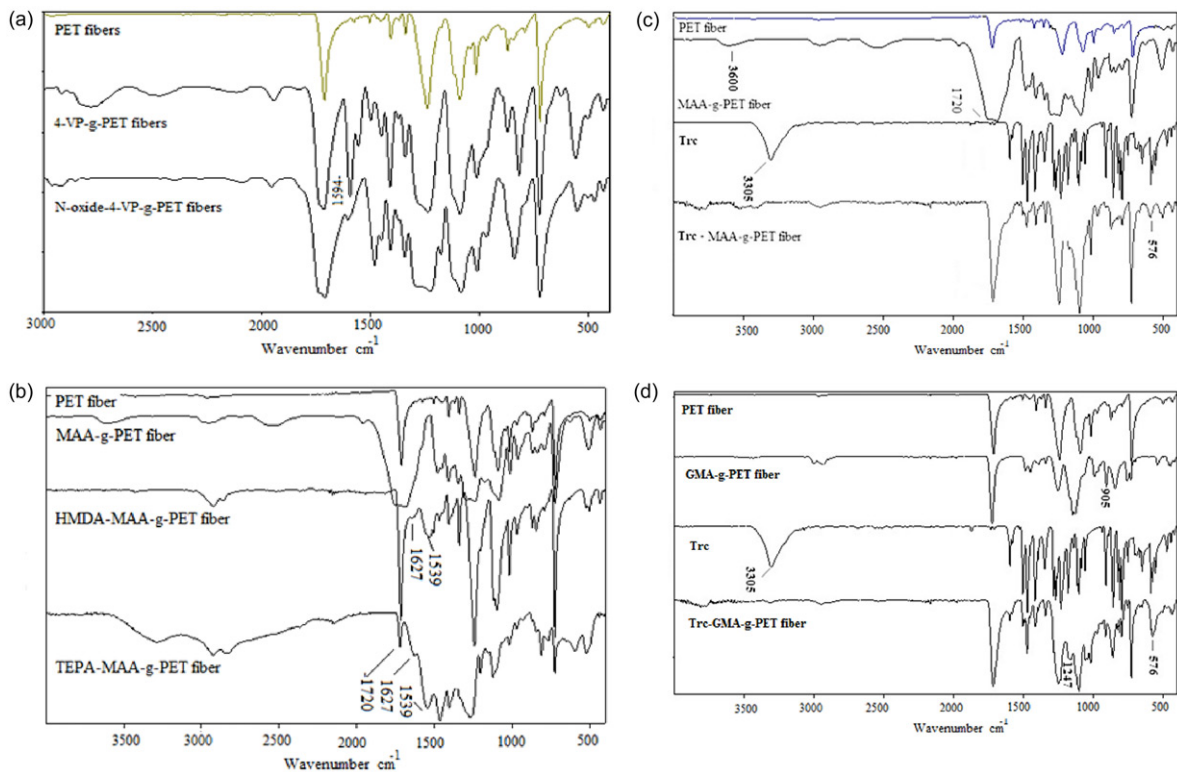 (a)
PET fibers
4-VP-g-PET fibers
1594
N-oxide-4-VP-g-PET fibers
3000 2500 2000 1500 1000 500
Wavenumber cm-1
(b)
PET fiber
MAA-g-PET fiber
HMDA-MAA-g-PET fiber
1627
1539
TEPA-MAA-g-PET fiber
1720
1627
1539
3500 3000 2500 2000 1500 1000 500
Wavenumber cm-1
(c)
PET fiber
3600
MAA-g-PET fiber
1720
Trc
3305
Trc - MAA-g-PET fiber
576
3500 3000 2500 2000 1500 1000 500
Wavenumber cm-1
(d)
PET fiber
GMA-g-PET fiber
905
Trc
3305
Trc-GMA-g-PET fiber
1247
576
3500 3000 2500 2000 1500 1000 500
Wavenumber cm-1